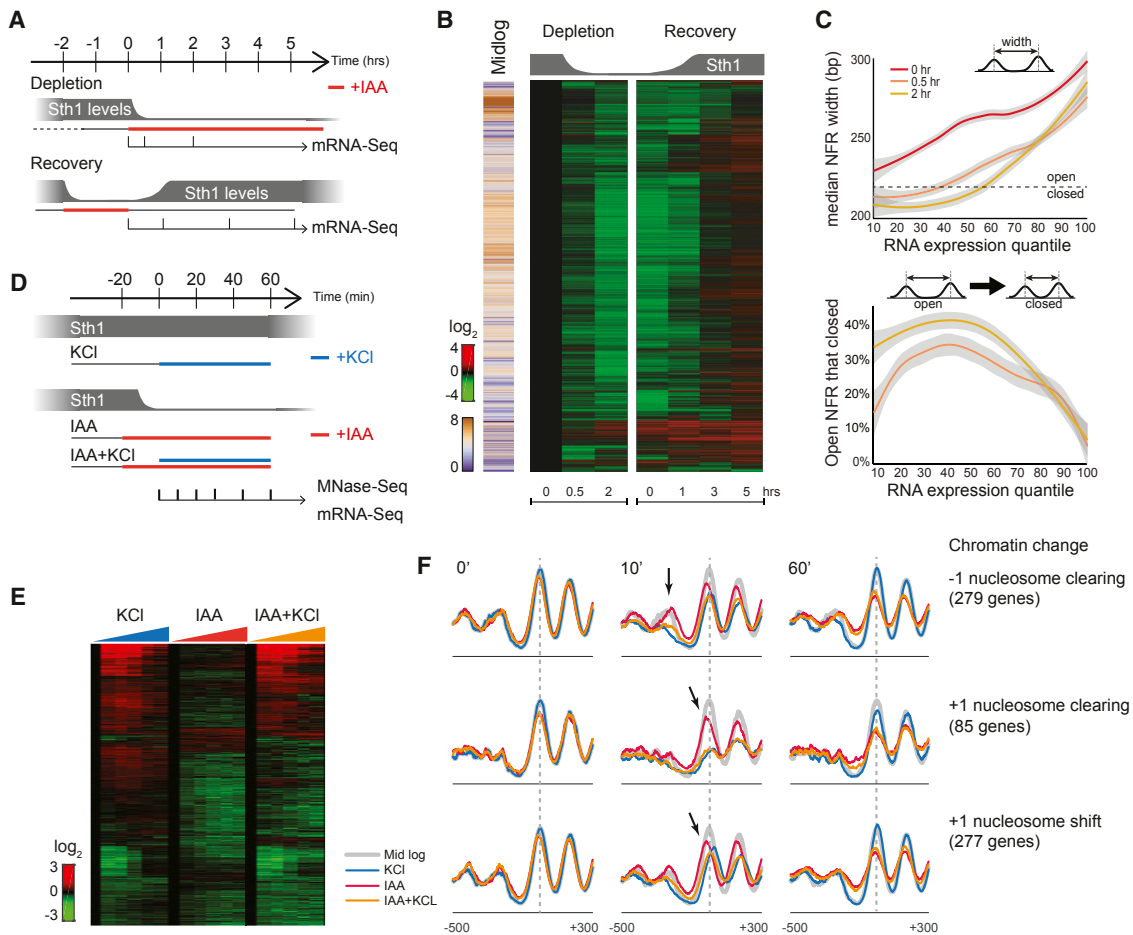 A
-2 -1 0 1 2 3 4 5 Time (hrs)
Depletion
+IAA
Sth1 levels
mRNA-Seq
Recovery
Sth1 levels
mRNA-Seq
B
Midlog
Depletion Recovery
Sth1
log2
4
0
-4
8
0
0 0.5 2 0 1 3 5 hrs
C
width
300
250
200
median NFR width (bp)
0 hr
0.5 hr
2 hr
open
closed
10 20 30 40 50 60 70 80 90 100
RNA expression quantile
open closed
Open NFR that closed
40%
30%
20%
10%
0%
10 20 30 40 50 60 70 80 90 100
RNA expression quantile
D
-20 0 20 40 60 Time (min)
Sth1
KCl
+KCl
Sth1
IAA
+IAA
IAA+KCl
MNase-Seq
mRNA-Seq
E
KCl IAA IAA+KCl
log2
3
0
-3
F
0' 10' 60'
Chromatin change
-1 nucleosome clearing
(279 genes)
+1 nucleosome clearing
(85 genes)
+1 nucleosome shift
(277 genes)
Mid log
KCl
IAA
IAA+KCL
-500 +300 -500 +300 -500 +300